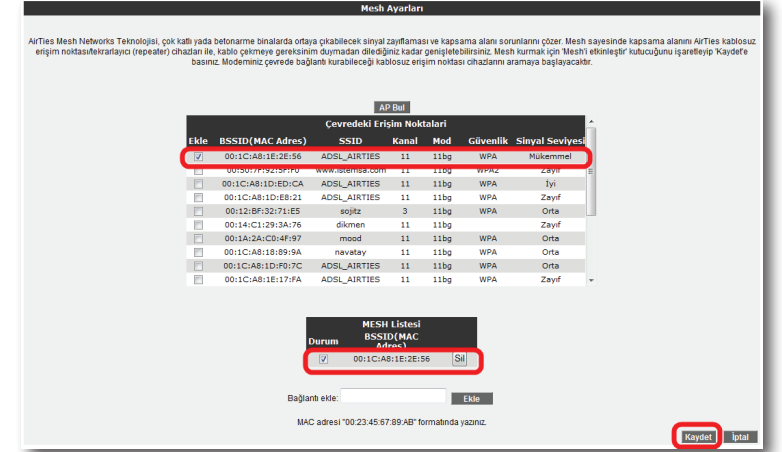 Mesh Ayarları
AirTies Mesh Networks Teknolojisi, çok katlı yada betonarme binalarda ortaya çıkabilecek sinyal zayıflaması ve kapsama alanı sorunlarını çözer. Mesh sayesinde kapsama alanını AirTies kablosuz
erişim noktası/tekrarlayıcı (repeater) cihazları ile, kablo çekmeye gereksinim duymadan dilediğiniz kadar genişletebilirsiniz. Mesh kurmak için 'Mesh'i etkinleştir' kutucuğunu işaretleyip 'Kaydet'e
basınız. Modeminiz çevrede bağlantı kurabileceği kablosuz erişim noktası cihazlarını aramaya başlayacaktır.
AP Bul
Çevredeki Erişim Noktalari
Ekle BSSID(MAC Adres) SSID Kanal Mod Güvenlik Sinyal Seviyesi
00:1C:A8:1E:2E:56 ADSL_AIRTIES 11 11bg WPA Mükemmel
00:50:7F:92:5F:F0 www.istemsa.com 11 11bg WPA2 Zayıf
00:1C:A8:1D:ED:CA ADSL_AIRTIES 11 11bg WPA Iyi
00:1C:A8:1D:E8:21 ADSL_AIRTIES 11 11bg WPA Zayıf
00:12:BF:32:71:E5 sojitz 3 11bg WPA Orta
00:14:C1:29:3A:76 dikmen 11 11bg Zayıf
00:1A:2A:C0:4F:97 mood 11 11bg WPA Orta
00:1C:A8:18:89:9A navatay 11 11bg WPA Orta
00:1C:A8:1D:F0:7C ADSL_AIRTIES 11 11bg WPA Orta
00:1C:A8:1E:17:FA ADSL_AIRTIES 11 11bg WPA Zayıf
MESH Listesi
Durum BSSID(MAC
Adres)
00:1C:A8:1E:2E:56 Sil
Bağlantı ekle: Ekle
MAC adresi "00:23:45:67:89:AB" formatında yazınız.
Kaydet İptal